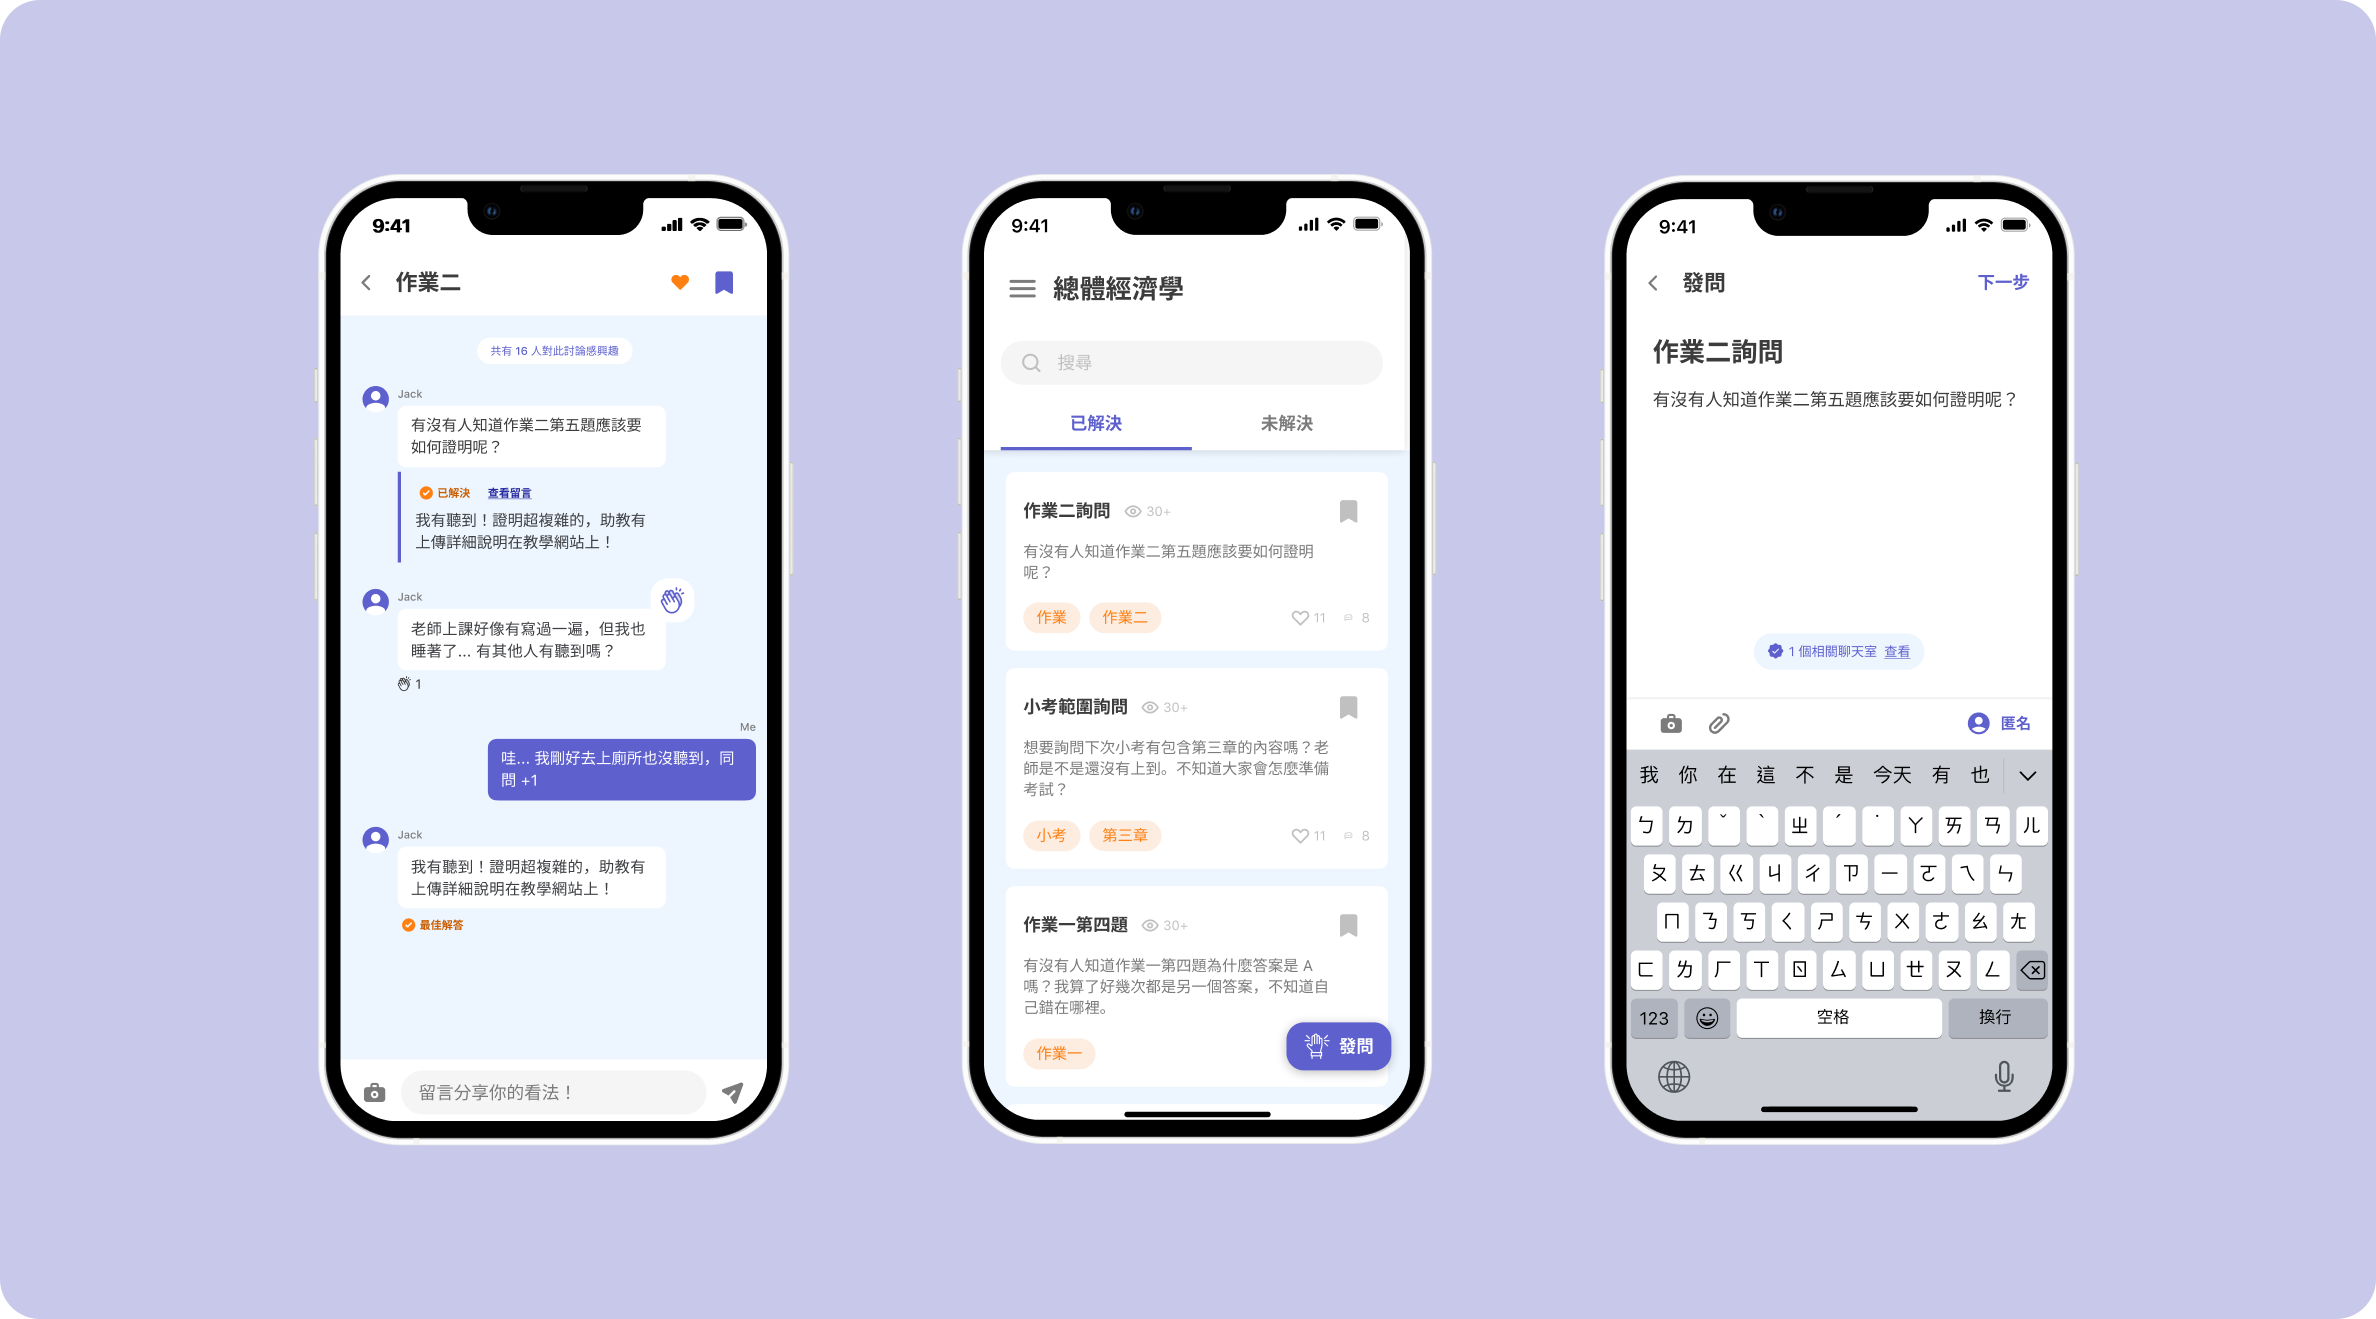 9:41
作業二
共有 16 人對此討論感興趣
Jack
有沒有人知道作業二第五題應該要
如何證明呢？
已解決 查看留言
我有聽到！證明超複雜的，助教有
上傳詳細說明在教學網站上！
Jack
老師上課好像有寫過一遍，但我也
睡著了... 有其他人有聽到嗎？
1
Me
哇... 我剛好去上廁所也沒聽到，同
問 +1
Jack
我有聽到！證明超複雜的，助教有
上傳詳細說明在教學網站上！
最佳解答
留言分享你的看法！
9:41
總體經濟學
搜尋
已解決 未解決
作業二詢問 30+
有沒有人知道作業二第五題應該要如何證明
呢？
作業 作業二 11 8
小考範圍詢問 30+
想要詢問下次小考有包含第三章的內容嗎？老
師是不是還沒有上到。不知道大家會怎麼準備
考試？
小考 第三章 11 8
作業一第四題 30+
有沒有人知道作業一第四題為什麼答案是 A
嗎？我算了好幾次都是另一個答案，不知道自
己錯在哪裡。
作業一
發問
9:41
發問 下一步
作業二詢問
有沒有人知道作業二第五題應該要如何證明呢？
1 個相關聊天室 查看
匿名
我 你 在 這 不 是 今天 有 也
ㄅ ㄉ ˇ ˋ ㄓ ˊ ˙ ㄚ ㄞ ㄢ ㄦ
ㄆ ㄊ ㄍ ㄐ ㄔ ㄗ ㄧ ㄛ ㄟ ㄣ
ㄇ ㄋ ㄎ ㄑ ㄕ ㄘ ㄨ ㄜ ㄠ ㄤ
ㄈ ㄌ ㄏ ㄒ ㄖ ㄙ ㄩ ㄝ ㄡ ㄥ
123 空格 換行